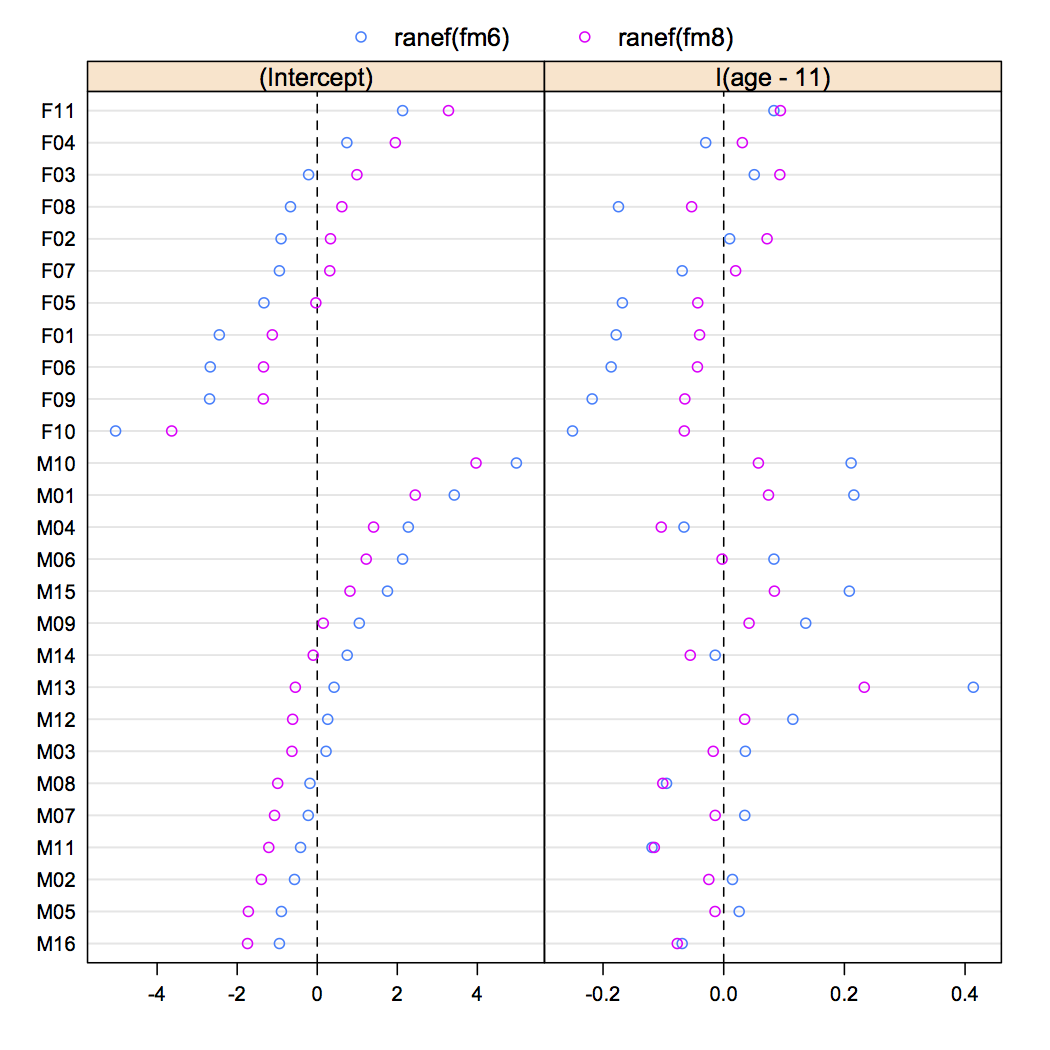 ranef(fm6) ranef(fm8)
(Intercept) I(age - 11)
F11
F04
F03
F08
F02
F07
F05
F01
F06
F09
F10
M10
M01
M04
M06
M15
M09
M14
M13
M12
M03
M08
M07
M11
M02
M05
M16
-4 -2 0 2 4 -0.2 0.0 0.2 0.4